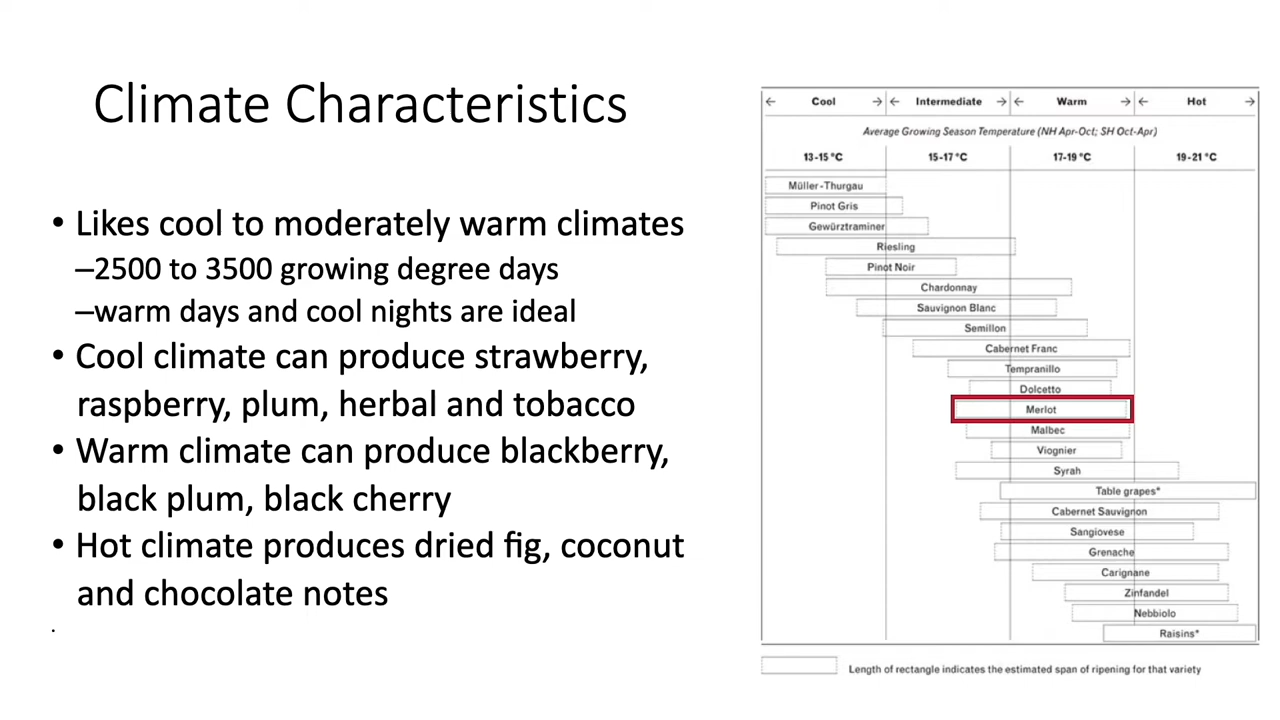 Climate Characteristics
• Likes cool to moderately warm climates
–2500 to 3500 growing degree days
–warm days and cool nights are ideal
• Cool climate can produce strawberry,
raspberry, plum, herbal and tobacco
• Warm climate can produce blackberry,
black plum, black cherry
• Hot climate produces dried fig, coconut
and chocolate notes
.
← Cool → ← Intermediate → ← Warm → ← Hot →
Average Growing Season Temperature (NH Apr-Oct; SH Oct-Apr)
13-15 °C 15-17 °C 17-19 °C 19-21 °C
Müller-Thurgau
Pinot Gris
Gewürztraminer
Riesling
Pinot Noir
Chardonnay
Sauvignon Blanc
Semillon
Cabernet Franc
Tempranillo
Dolcetto
Merlot
Malbec
Viognier
Syrah
Table grapes*
Cabernet Sauvignon
Sangiovese
Grenache
Carignane
Zinfandel
Nebbiolo
Raisins*
Length of rectangle indicates the estimated span of ripening for that variety